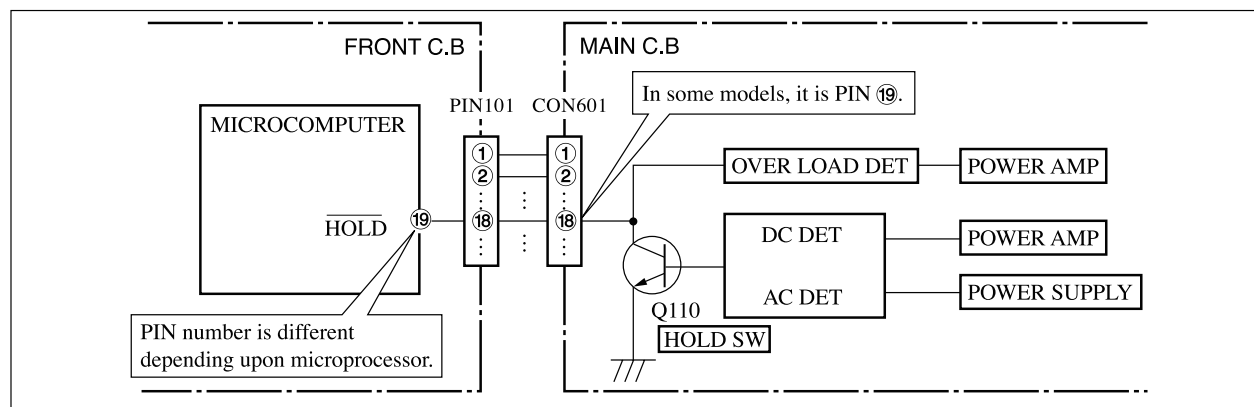 FRONT C.B
MAIN C.B
In some models, it is PIN ⑲.
PIN101
CON601
MICROCOMPUTER
① ①
② ②
OVER LOAD DET
POWER AMP
HOLD
⑲
⑱ ⑱
DC DET
POWER AMP
AC DET
POWER SUPPLY
Q110
HOLD SW
PIN number is different
depending upon microprocessor.